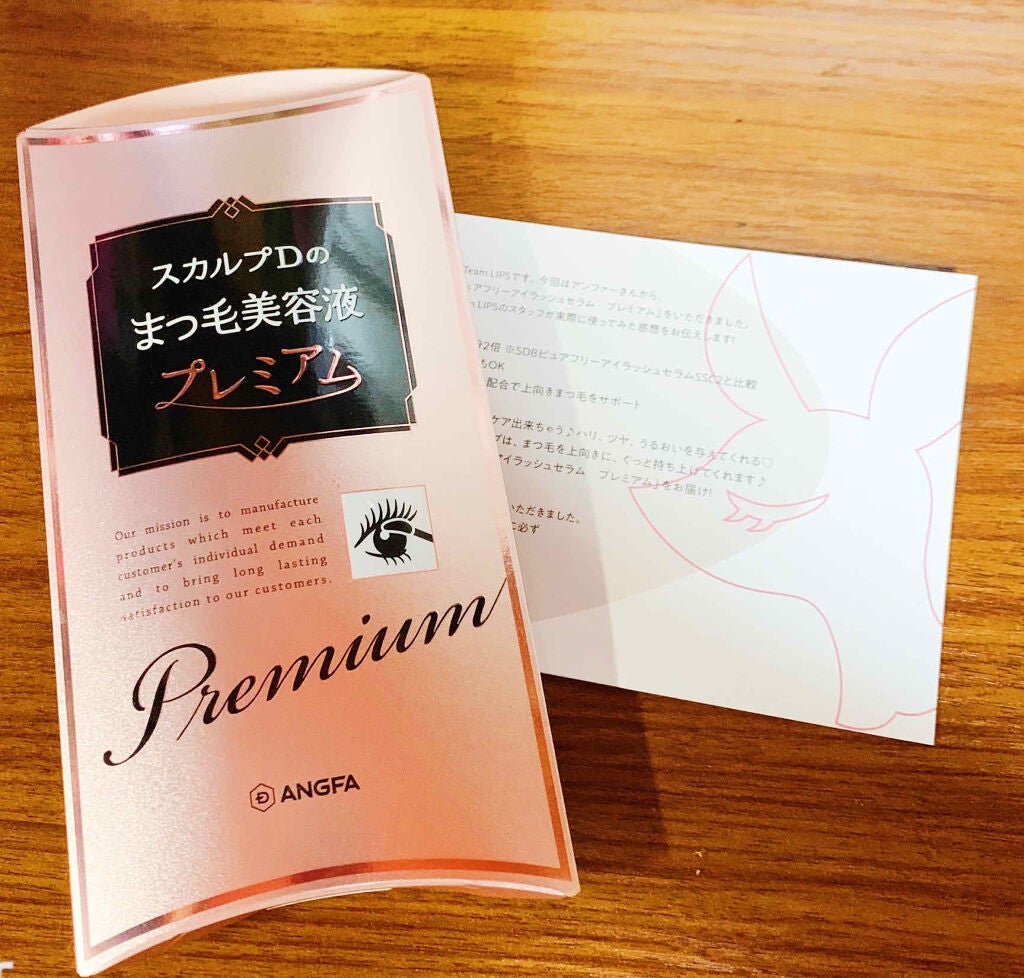 スカルプDの
まつ毛美容液
プレミアム
Our mission is to manufacture
products which meet each
customer's individual demand
and to bring long lasting
satisfaction to our customers.
Premium
ANGFA
Team LIPSです。今回はアンファーさんから、
ュアフリーアイラッシュセラム プレミアム」をいただきました。
LIPSのスタッフが実際に使ってみた感想をお伝えします!
2倍 ※SDBピュアフリーアイラッシュセラムSSC2と比較
もOK
配合で上向きまつ毛をサポート
ケア出来ちゃう♪ハリ、ツヤ、うるおいを与えてくれる♡
は、まつ毛を上向きに、ぐっと持ち上げてくれます♪
アイラッシュセラム プレミアム」をお届け!
いただきました。
に必ず